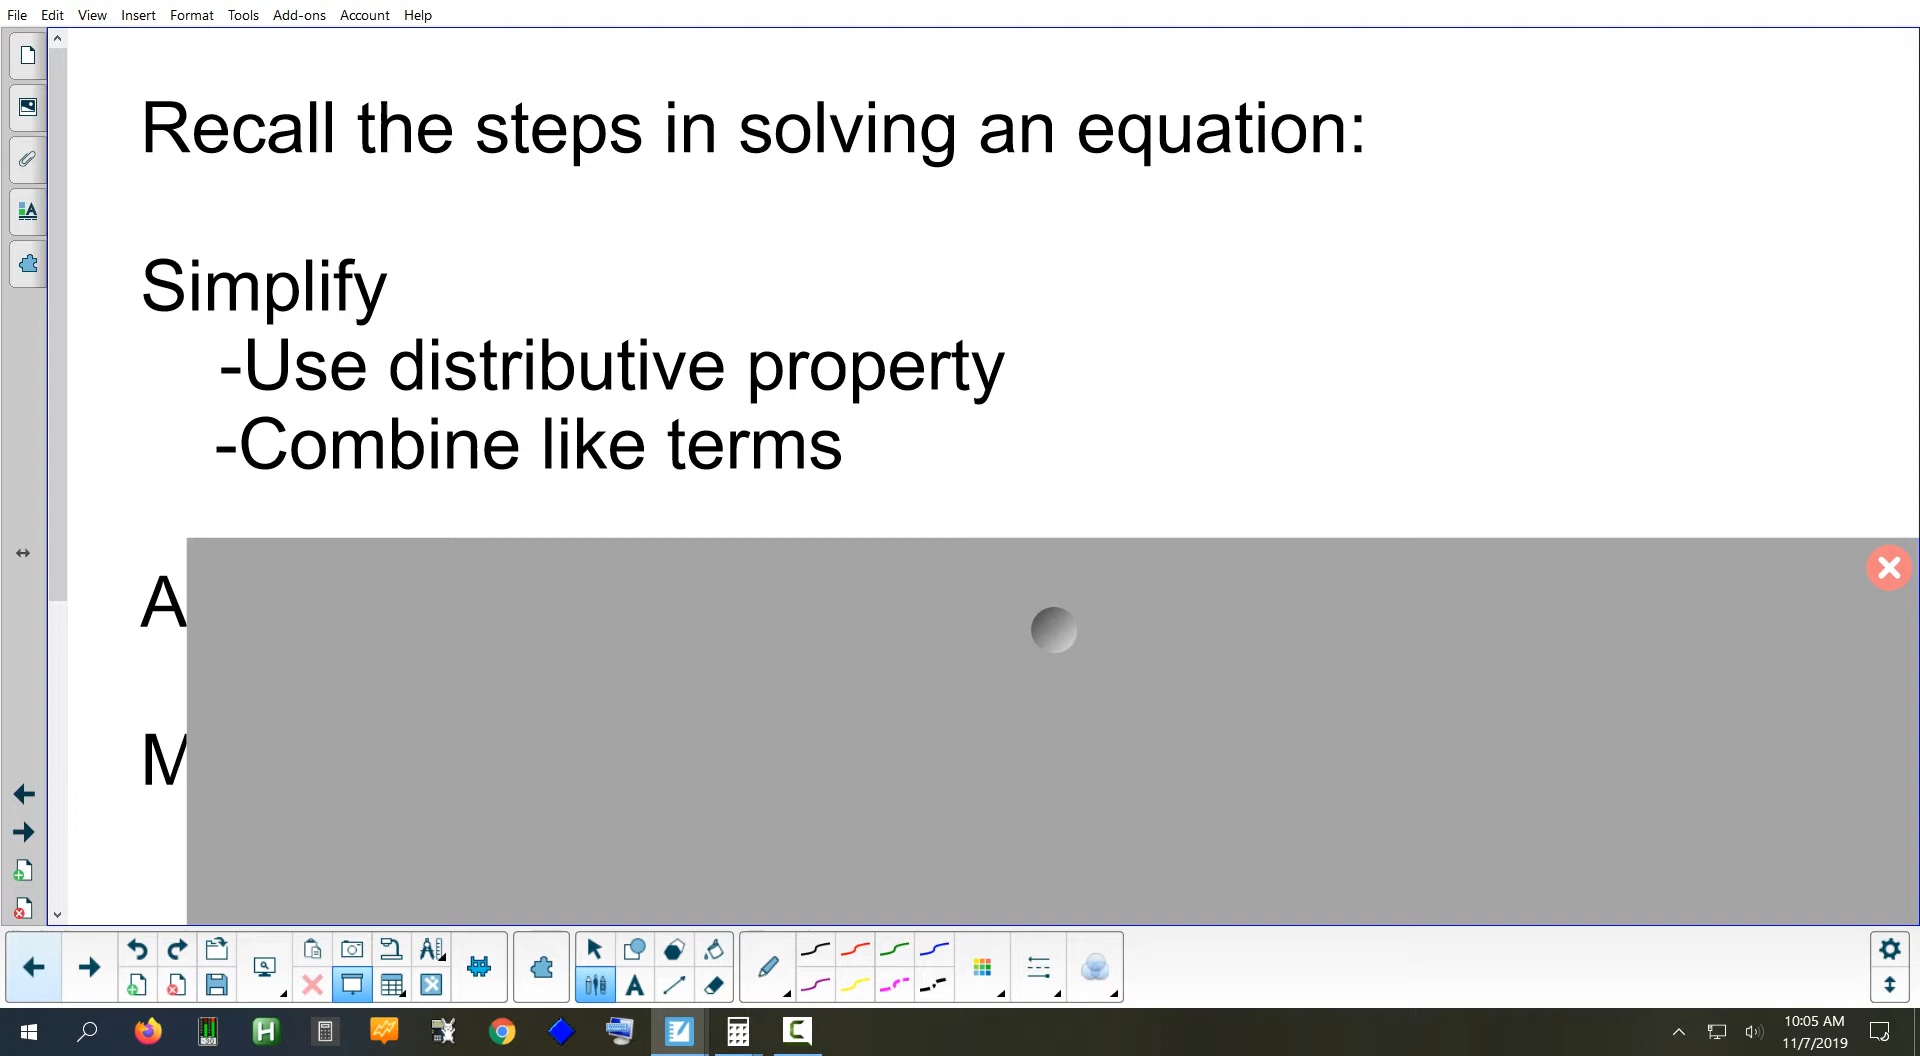 File Edit View Insert Format Tools Add-ons Account Help
Recall the steps in solving an equation:
Simplify
-Use distributive property
-Combine like terms
A
M
10:05 AM
11/7/2019